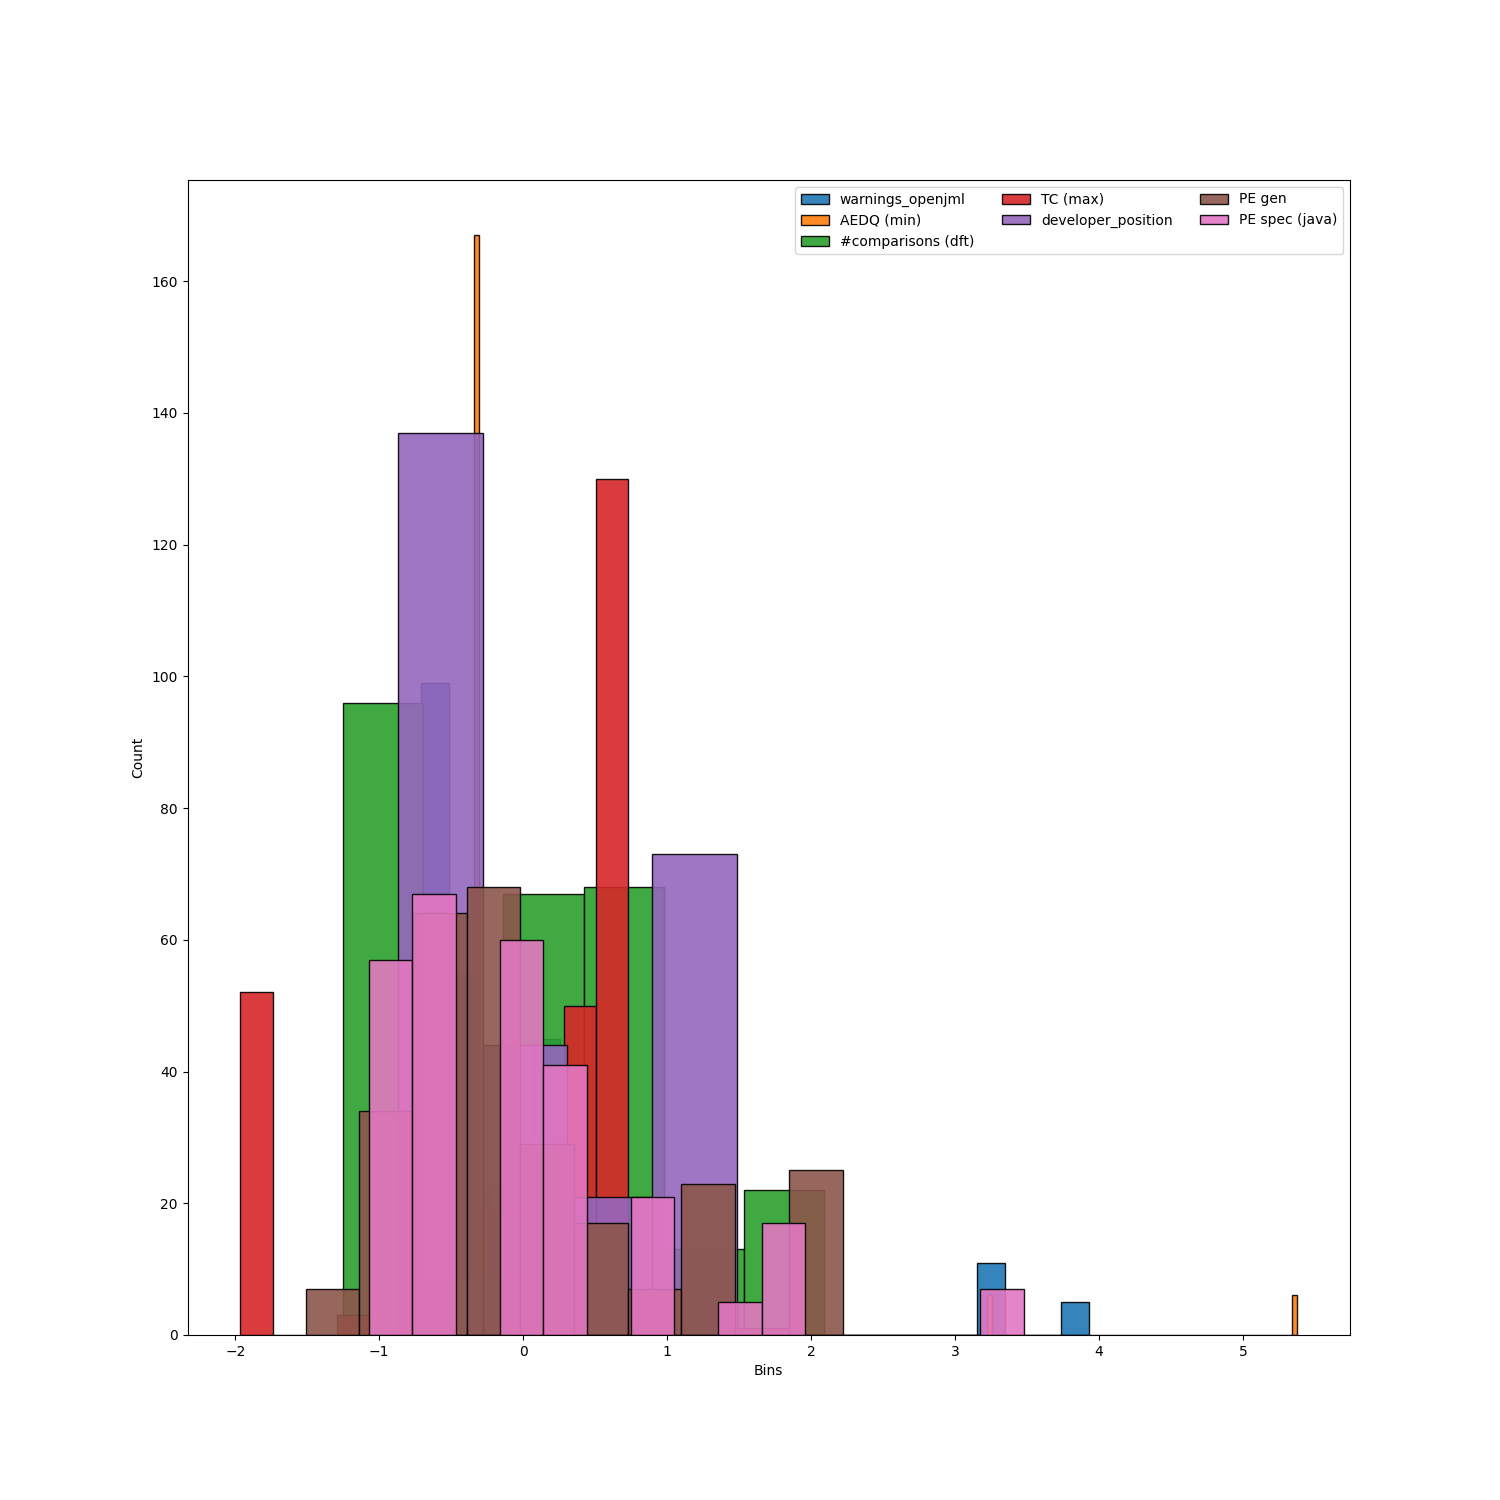 warnings_openjml
AEDQ (min)
#comparisons (dft)
TC (max)
developer_position
PE gen
PE spec (java)
160
140
120
100
80
60
40
20
0
Count
−2 −1 0 1 2 3 4 5
Bins